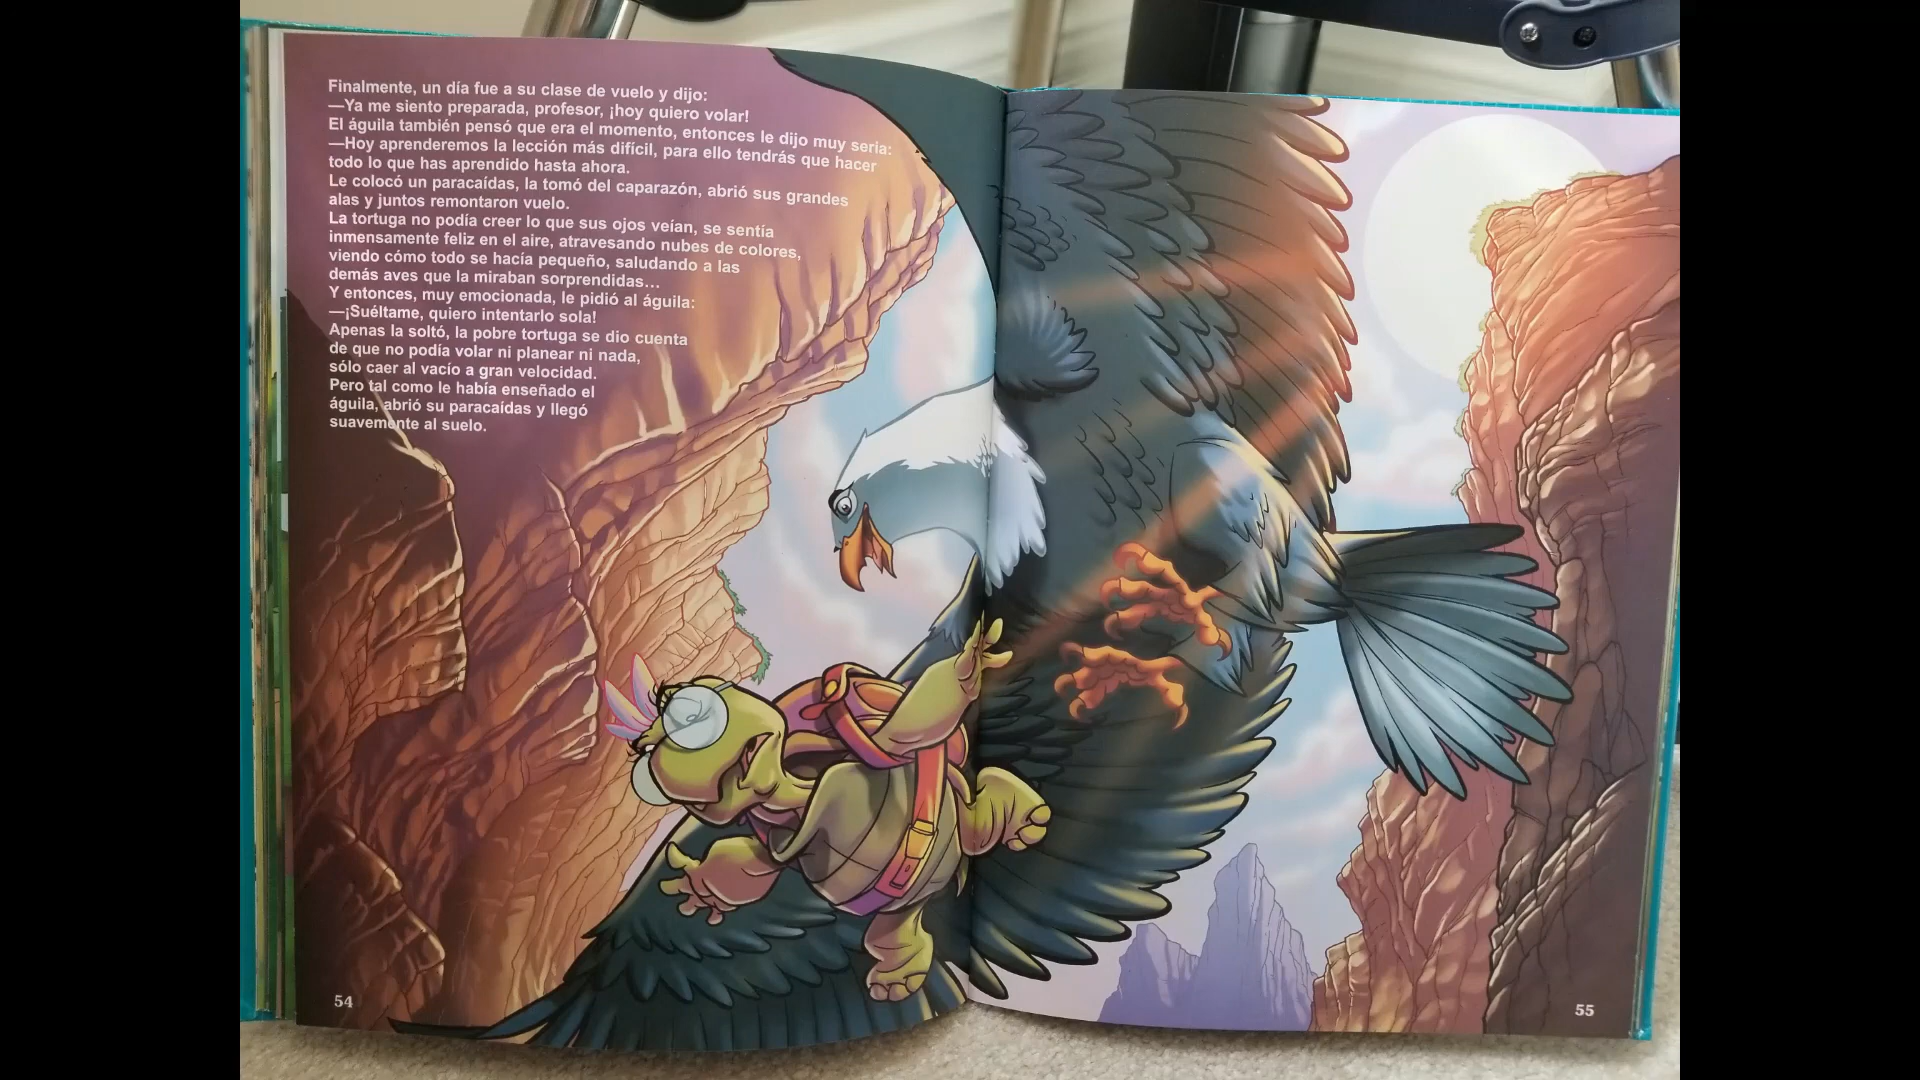 Finalmente, un día fue a su clase de vuelo y dijo:
—Ya me siento preparada, profesor, ¡hoy quiero volar!
El águila también pensó que era el momento, entonces le dijo muy seria:
—Hoy aprenderemos la lección más difícil, para ello tendrás que hacer
todo lo que has aprendido hasta ahora.
Le colocó un paracaídas, la tomó del caparazón, abrió sus grandes
alas y juntos remontaron vuelo.
La tortuga no podía creer lo que sus ojos veían, se sentía
inmensamente feliz en el aire, atravesando nubes de colores,
viendo cómo todo se hacía pequeño, saludando a las
demás aves que la miraban sorprendidas...
Y entonces, muy emocionada, le pidió al águila:
—¡Suéltame, quiero intentarlo sola!
Apenas la soltó, la pobre tortuga se dio cuenta
de que no podía volar ni planear ni nada,
sólo caer al vacío a gran velocidad.
Pero tal como le había enseñado el
águila, abrió su paracaídas y llegó
suavemente al suelo.
54
55